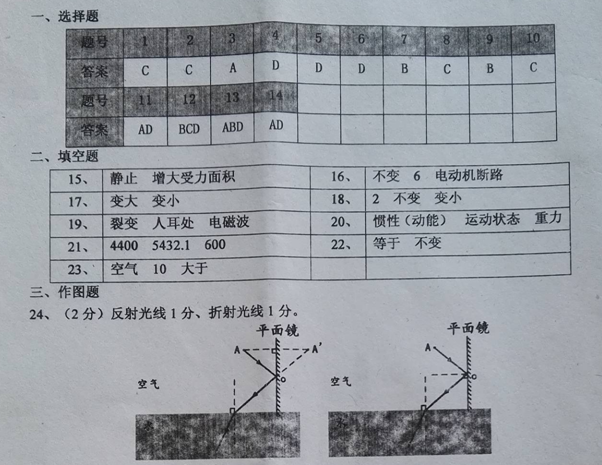 一、选择题
题号 1 2 3 4 5 6 7 8 9 10
答案 C C A D D D B C B C
题号 11 12 13 14
答案 AD BCD ABD AD
二、填空题
15、 静止 增大受力面积 16、 不变 6 电动机断路
17、 变大 变小 18、 2 不变 变小
19、 裂变 人耳处 电磁波 20、 惯性（动能） 运动状态 重力
21、 4400 5432.1 600 22、 等于 不变
23、 空气 10 大于
三、作图题
24、（2分）反射光线1分、折射光线1分。
平面镜 平面镜
A A' A
O O
空气 空气
水